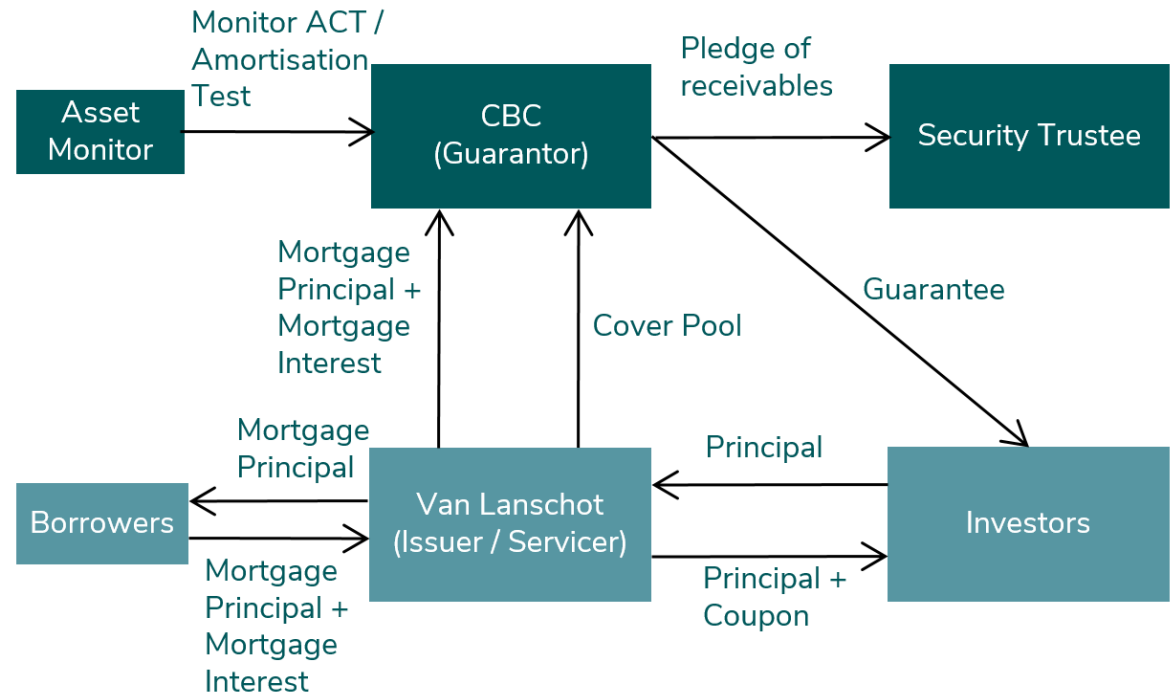 Monitor ACT /
Amortisation
Test
Pledge of
receivables
Asset
Monitor
CBC
(Guarantor)
Security Trustee
Mortgage
Principal +
Mortgage
Interest
Cover Pool
Guarantee
Mortgage
Principal
Principal
Borrowers
Van Lanschot
(Issuer / Servicer)
Investors
Mortgage
Principal +
Mortgage
Interest
Principal +
Coupon